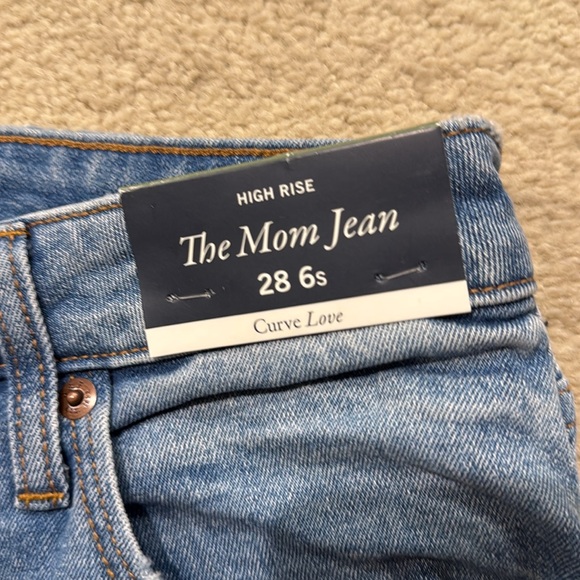 HIGH RISE
The Mom Jean
28 6s
Curve Love